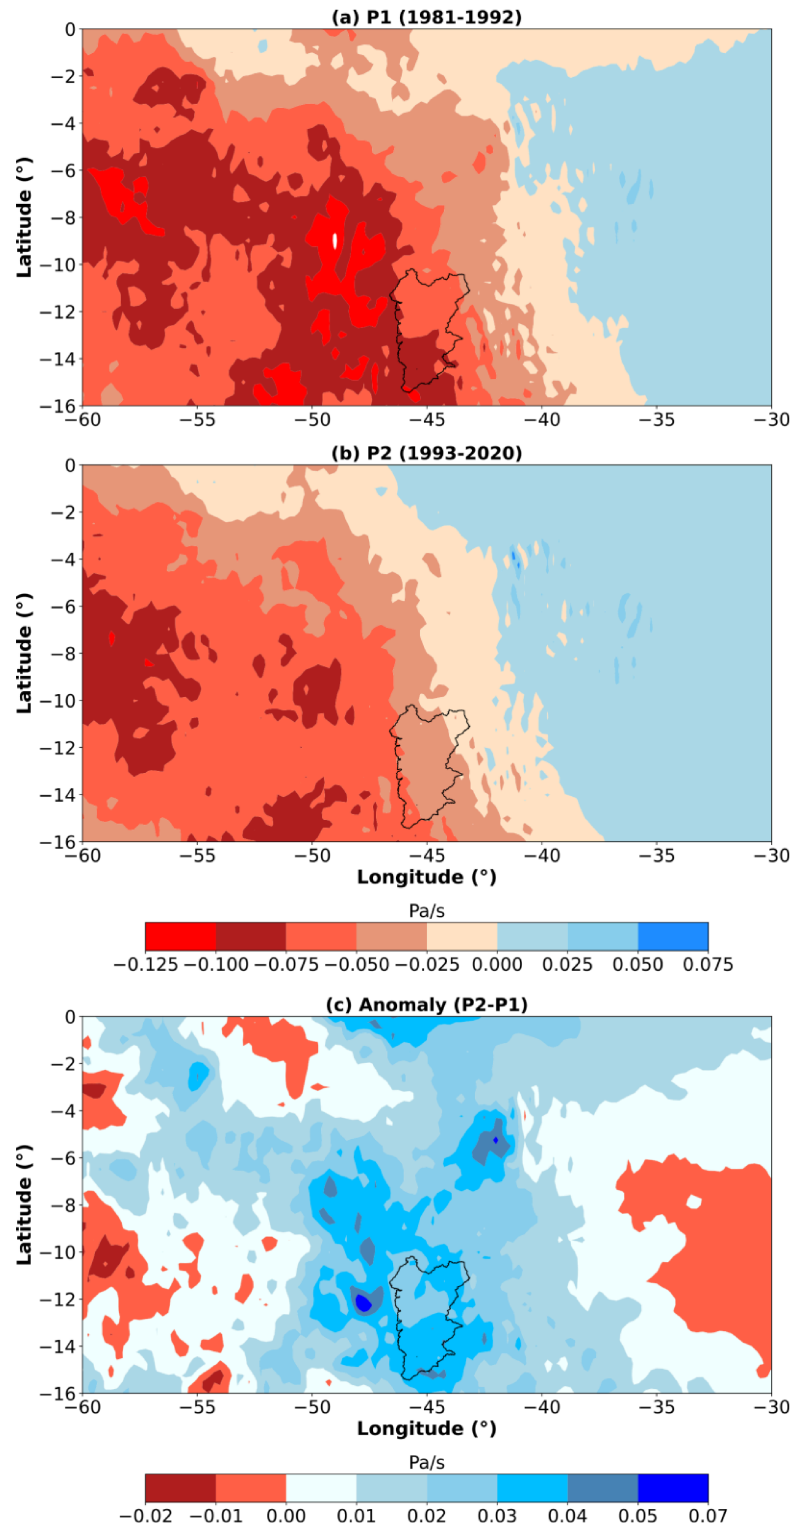 (a) P1 (1981-1992)
0
−2
−4
−6
−8
−10
−12
−14
−16
Latitude (°)
−60 −55 −50 −45 −40 −35 −30
(b) P2 (1993-2020)
0
−2
−4
−6
−8
−10
−12
−14
−16
Latitude (°)
−60 −55 −50 −45 −40 −35 −30
Longitude (°)
Pa/s
−0.125 −0.100 −0.075 −0.050 −0.025 0.000 0.025 0.050 0.075
(c) Anomaly (P2-P1)
0
−2
−4
−6
−8
−10
−12
−14
−16
Latitude (°)
−60 −55 −50 −45 −40 −35 −30
Longitude (°)
Pa/s
−0.02 −0.01 0.00 0.01 0.02 0.03 0.04 0.05 0.07